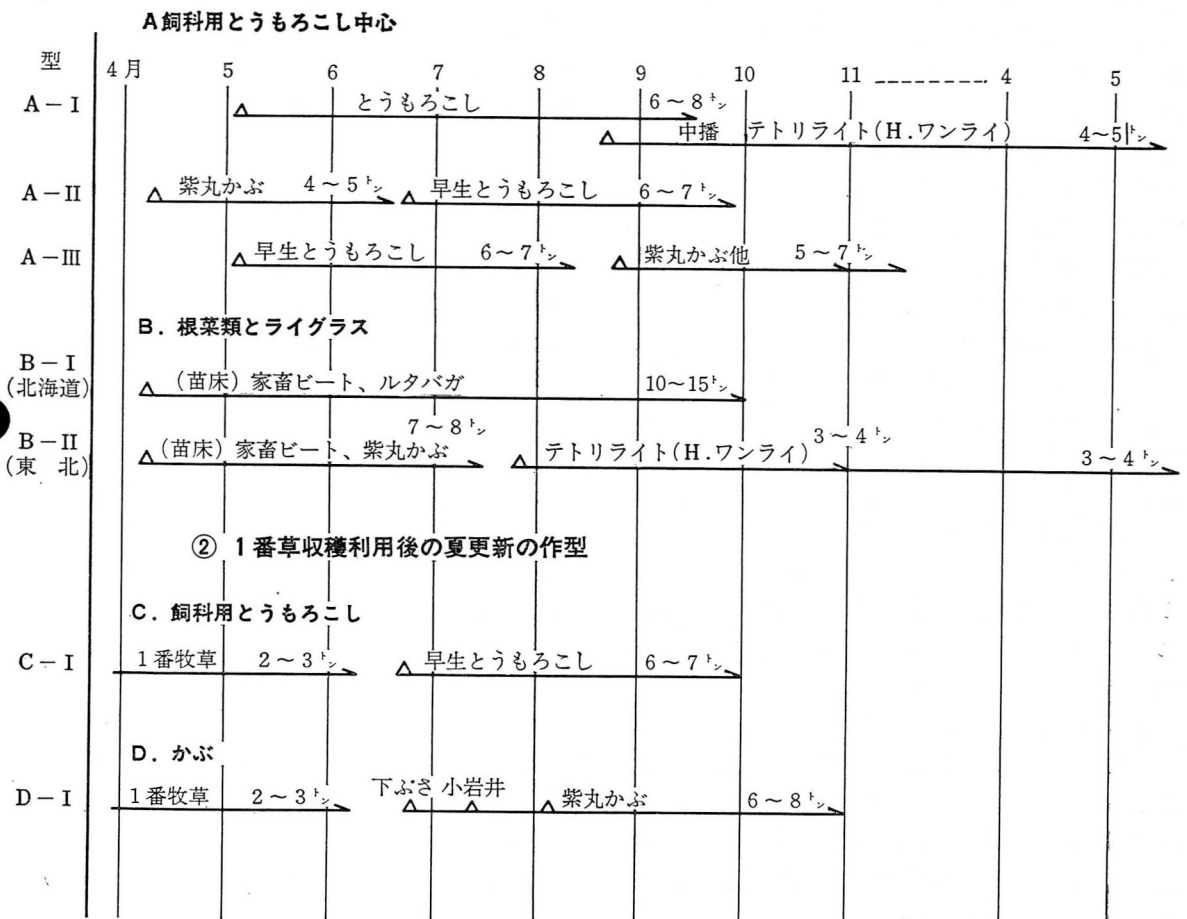 A飼料用とうもろこし中心
型 4月 5 6 7 8 9 10 11 --------- 4 5
A－I とうもろこし 6～8トン
中播 テトリライト(H.ワンライ) 4～5トン
A－II 紫丸かぶ 4～5トン 早生とうもろこし 6～7トン
A－III 早生とうもろこし 6～7トン 紫丸かぶ他 5～7トン
B. 根菜類とライグラス
B－I (苗床) 家畜ビート、ルタバガ 10～15トン
(北海道)
7～8トン 3～4トン
B－II (苗床) 家畜ビート、紫丸かぶ テトリライト(H.ワンライ) 3～4トン
(東 北)
② 1番草収穫利用後の夏更新の作型
C. 飼料用とうもろこし
C－I 1番牧草 2～3トン 早生とうもろこし 6～7トン
D. かぶ
D－I 1番牧草 2～3トン 下ぶさ 小岩井 紫丸かぶ 6～8トン